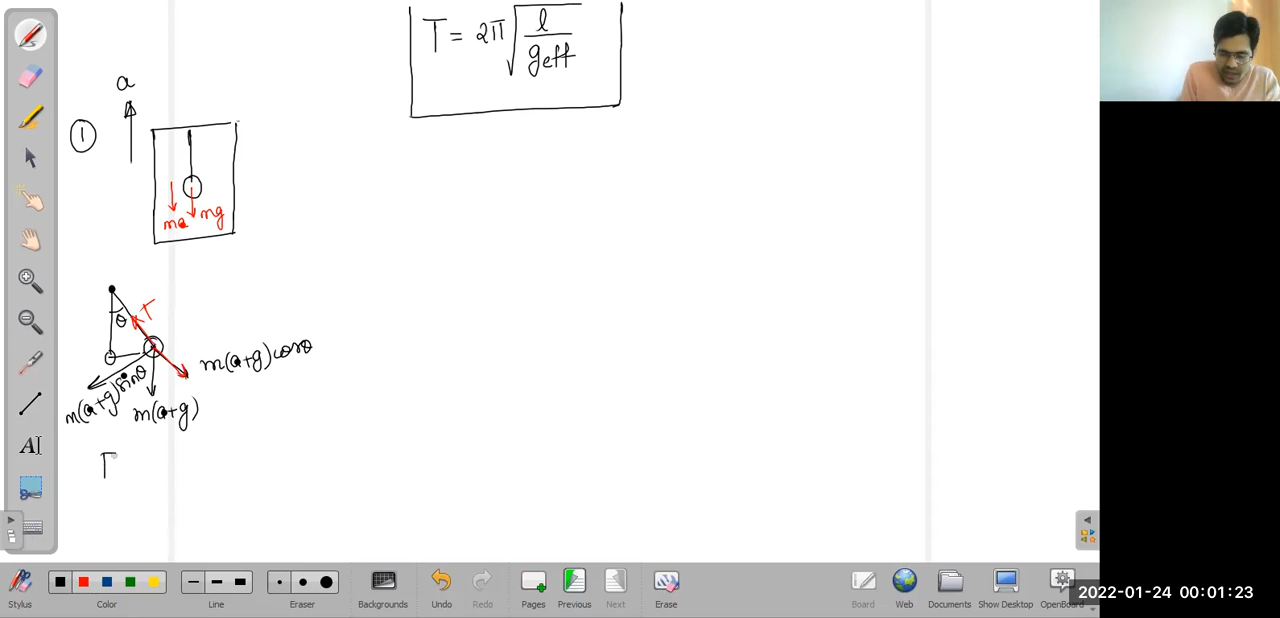 T = 2π√(l/geff)
a
1
ma mg
θ T
m(a+g)cosθ
m(a+g)sinθ m(a+g)
A
Stylus Color Line Eraser Backgrounds Undo Redo Pages Previous Next Erase Board Web Documents Show Desktop OpenBoard
2022-01-24 00:01:23